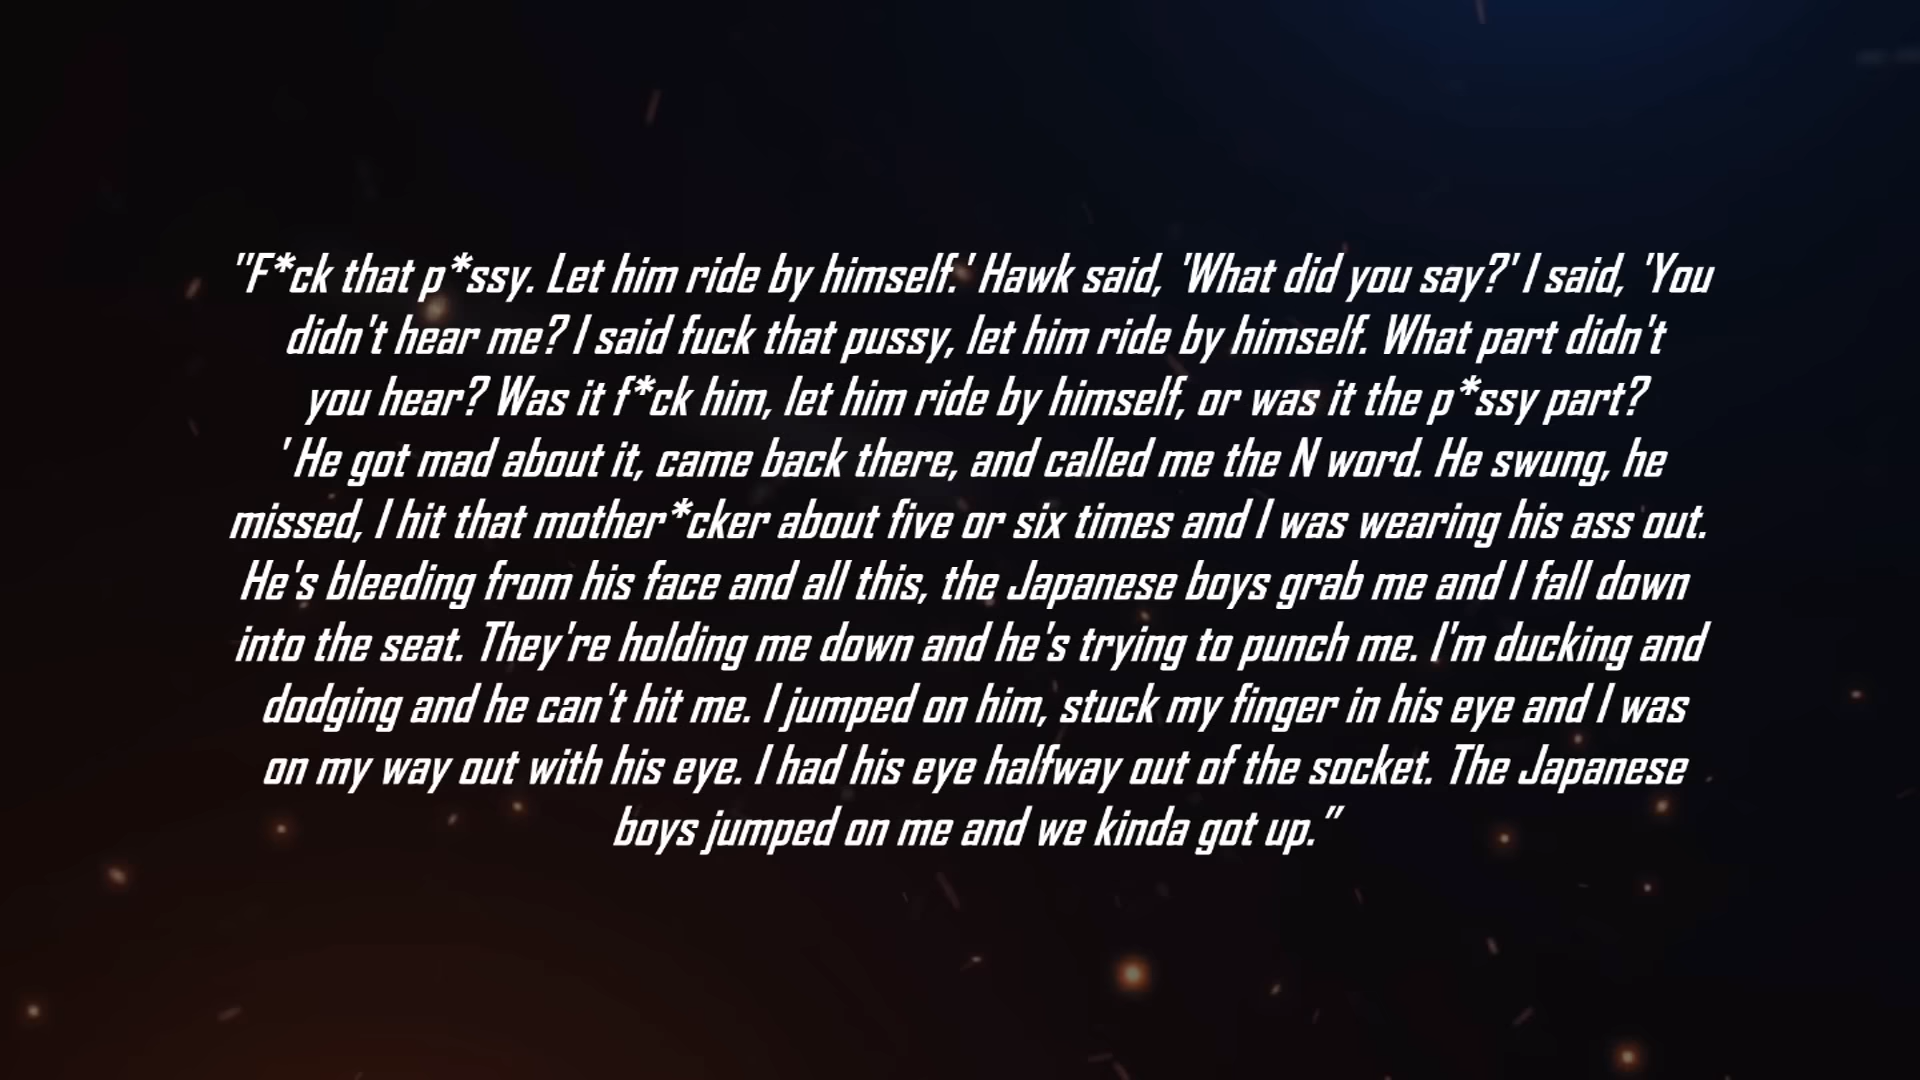 "F*ck that p*ssy. Let him ride by himself.' Hawk said, 'What did you say?' I said, 'You
didn't hear me? I said fuck that pussy, let him ride by himself. What part didn't
you hear? Was it f*ck him, let him ride by himself, or was it the p*ssy part?
' He got mad about it, came back there, and called me the N word. He swung, he
missed, I hit that mother*cker about five or six times and I was wearing his ass out.
He's bleeding from his face and all this, the Japanese boys grab me and I fall down
into the seat. They're holding me down and he's trying to punch me. I'm ducking and
dodging and he can't hit me. I jumped on him, stuck my finger in his eye and I was
on my way out with his eye. I had his eye halfway out of the socket. The Japanese
boys jumped on me and we kinda got up."